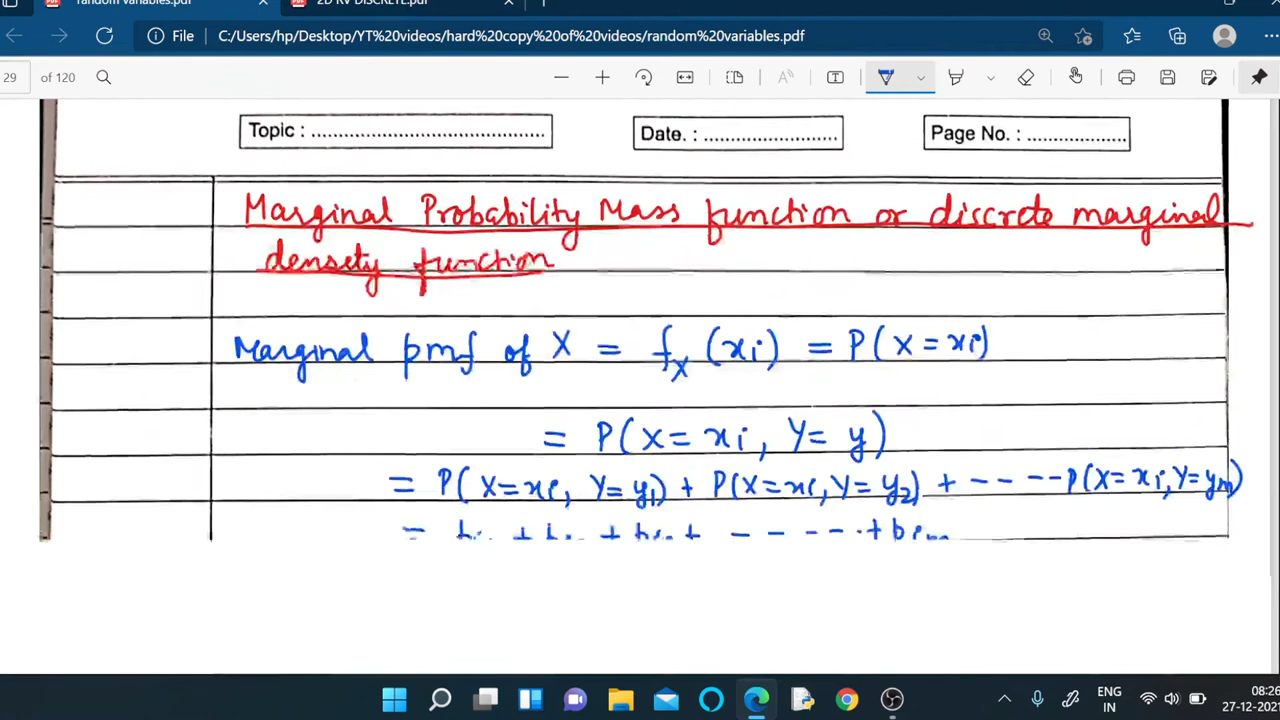 random variables.pdf
2D RV DISCRETE.pdf
File C:/Users/hp/Desktop/YT%20videos/hard%20copy%20of%20videos/random%20variables.pdf
29 of 120
Topic : ............................................. Date. : .......................... Page No. : ....................
Marginal Probability Mass function or discrete marginal
density function
Marginal pmf of X = f_X (xi) = P(X=xi)
= P(X=xi, Y=y)
= P(X=xi, Y=y1) + P(X=xi, Y=y2) + - - - - - P(X=xi, Y=ym)
ENG
IN
08:26
27-12-202